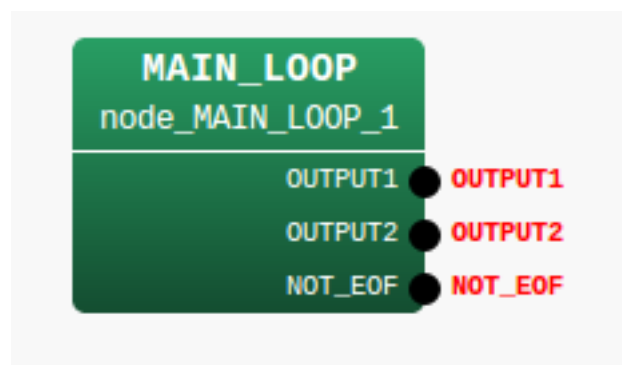 MAIN_LOOP
node_MAIN_LOOP_1
OUTPUT1 OUTPUT1
OUTPUT2 OUTPUT2
NOT_EOF NOT_EOF